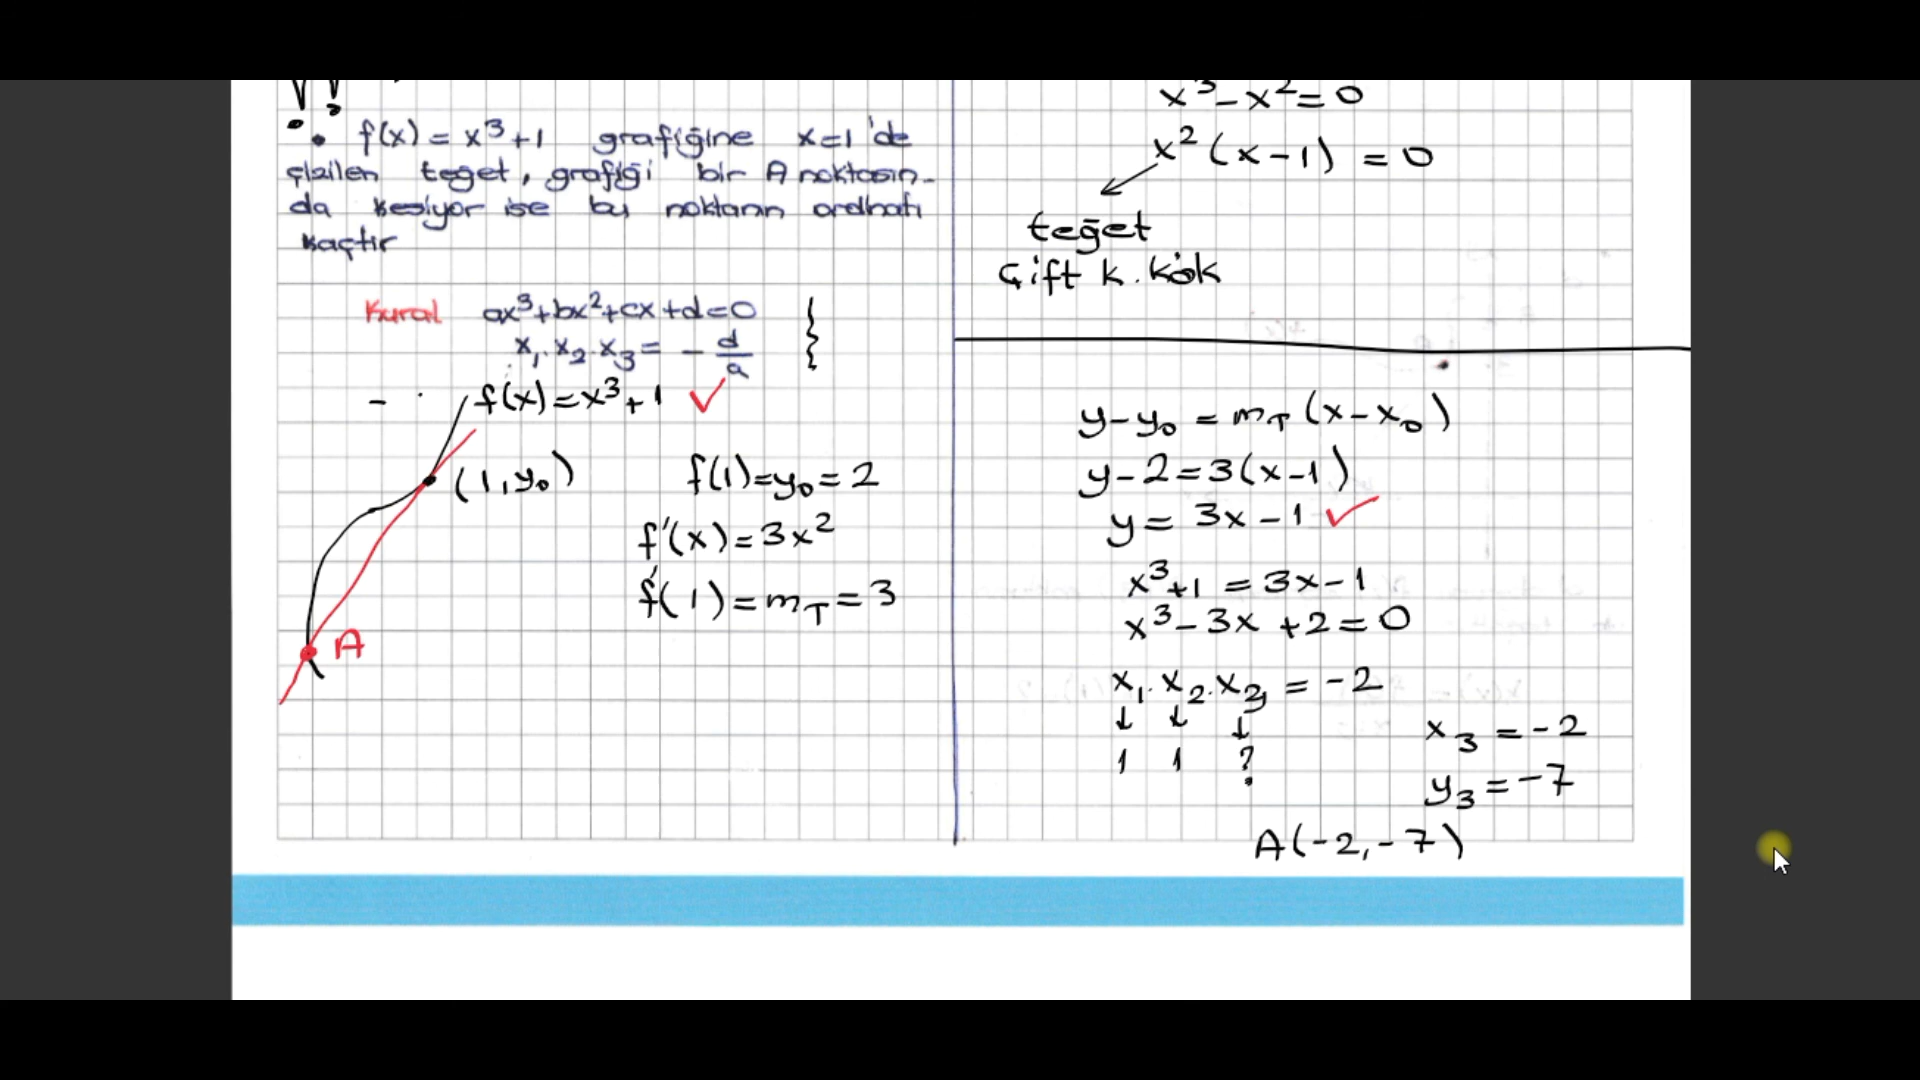 !!
• f(x) = x³+1 grafiğine x=1'de
çizilen teğet, grafiği bir A noktasın-
da kesiyor ise bu noktanın ordinatı
kaçtır
Kural ax³+bx²+cx+d=0
x₁.x₂.x₃ = - d/a
f(x)=x³+1 ✓
(1,y₀)
f(1)=y₀=2
f'(x)=3x²
f'(1)=m_T=3
A
x³-x²=0
x²(x-1)=0
teğet
Çift k. kök
y-y₀ = m_T(x-x₀)
y-2=3(x-1)
y= 3x-1 ✓
x³+1 = 3x-1
x³-3x+2=0
x₁.x₂.x₃ = -2
↓ ↓ ↓
1 1 ?
x₃ = -2
y₃ = -7
A(-2,-7)